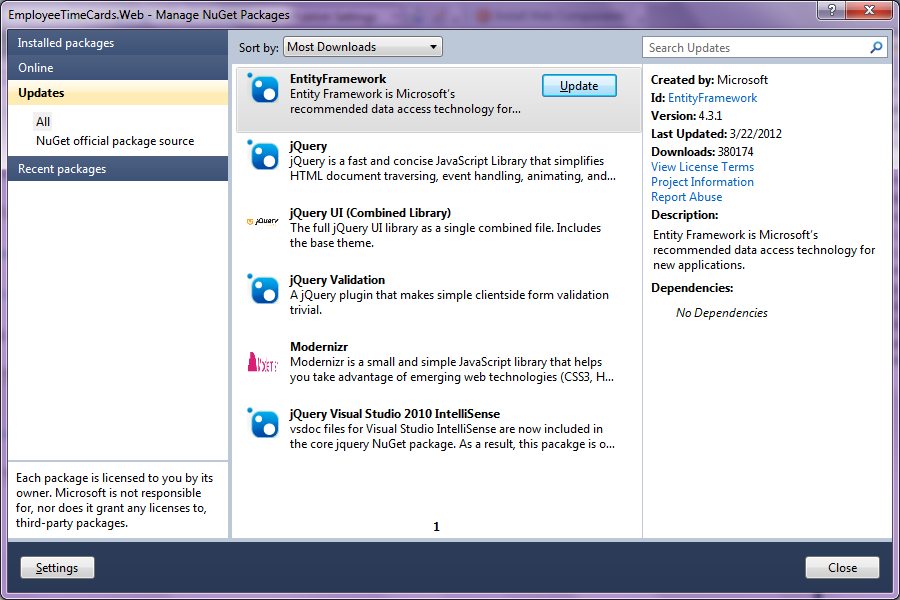 EmployeeTimeCards.Web - Manage NuGet Packages
?
Installed packages
Online
Updates
All
NuGet official package source
Recent packages
Each package is licensed to you by its
owner. Microsoft is not responsible
for, nor does it grant any licenses to,
third-party packages.
Sort by: Most Downloads
EntityFramework
Entity Framework is Microsoft's
recommended data access technology for...
Update
jQuery
jQuery is a fast and concise JavaScript Library that simplifies
HTML document traversing, event handling, animating, and...
jQuery
jQuery UI (Combined Library)
The full jQuery UI library as a single combined file. Includes
the base theme.
jQuery Validation
A jQuery plugin that makes simple clientside form validation
trivial.
Modernizr
Modernizr is a small and simple JavaScript library that helps
you take advantage of emerging web technologies (CSS3, H...
jQuery Visual Studio 2010 IntelliSense
vsdoc files for Visual Studio IntelliSense are now included in
the core jquery NuGet package. As a result, this pacakge is o...
1
Search Updates
Created by: Microsoft
Id: EntityFramework
Version: 4.3.1
Last Updated: 3/22/2012
Downloads: 380174
View License Terms
Project Information
Report Abuse
Description:
Entity Framework is Microsoft's
recommended data access technology for
new applications.
Dependencies:
No Dependencies
Settings
Close